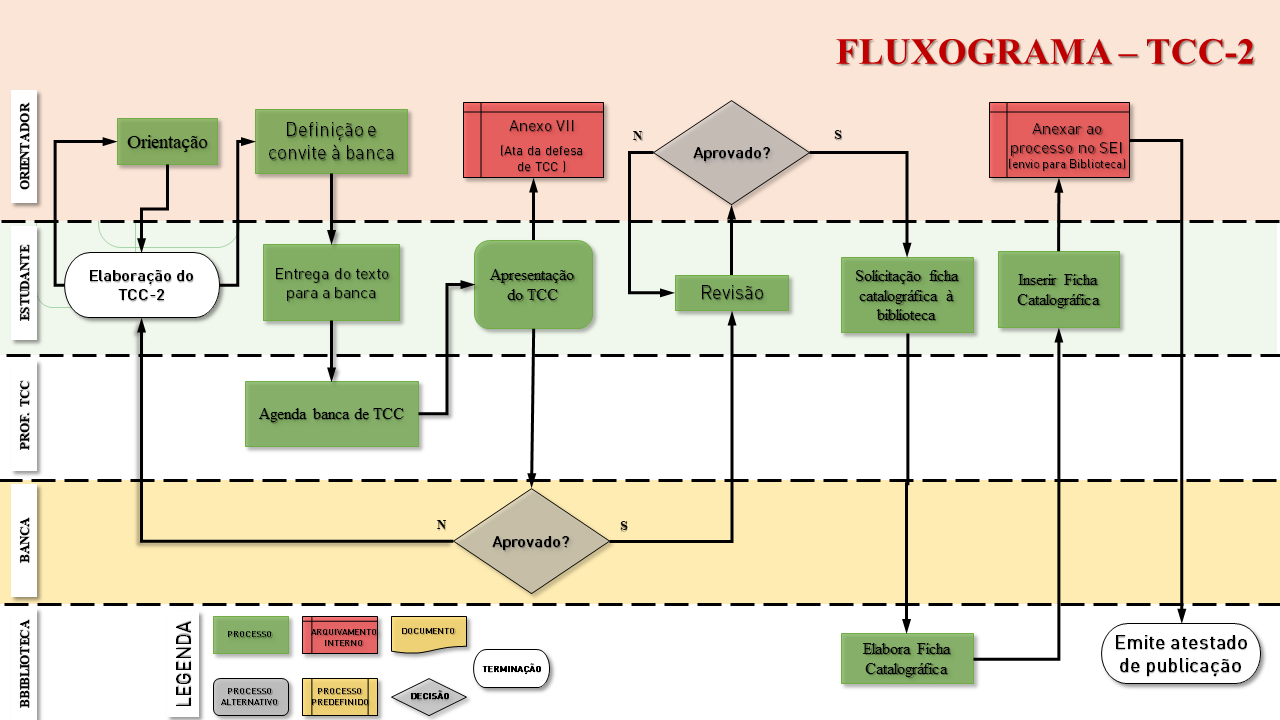 FLUXOGRAMA – TCC-2
ORIENTADOR
Orientação
Definição e
convite à banca
Anexo VII
(Ata da defesa
de TCC )
N
Aprovado?
S
Anexar ao
processo no SEI
(envio para Biblioteca)
ESTUDANTE
Elaboração do
TCC-2
Entrega do texto
para a banca
Apresentação
do TCC
Revisão
Solicitação ficha
catalográfica à
biblioteca
Inserir Ficha
Catalográfica
PROF. TCC
Agenda banca de TCC
BANCA
N
Aprovado?
S
BBIBLIOTECA
Elabora Ficha
Catalográfica
Emite atestado
de publicação
LEGENDA
PROCESSO
ARQUIVAMENTO
INTERNO
DOCUMENTO
TERMINAÇÃO
PROCESSO
ALTERNATIVO
PROCESSO
PREDEFINIDO
DECISÃO